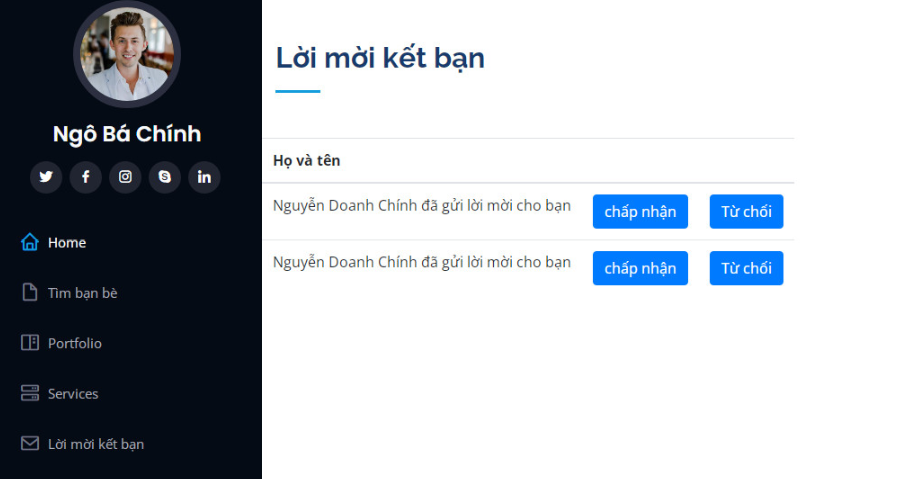 Ngô Bá Chính
Home
Tìm bạn bè
Portfolio
Services
Lời mời kết bạn
Lời mời kết bạn
Họ và tên
Nguyễn Doanh Chính đã gửi lời mời cho bạn chấp nhận Từ chối
Nguyễn Doanh Chính đã gửi lời mời cho bạn chấp nhận Từ chối